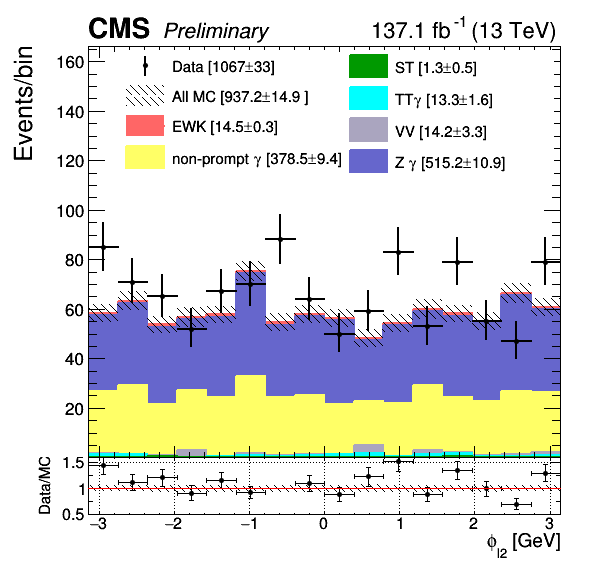 CMS Preliminary 137.1 fb⁻¹ (13 TeV)
Events/bin
Data [1067±33]
All MC [937.2±14.9 ]
EWK [14.5±0.3]
non-prompt γ [378.5±9.4]
ST [1.3±0.5]
TTγ [13.3±1.6]
VV [14.2±3.3]
Z γ [515.2±10.9]
160
140
120
100
80
60
40
20
Data/MC
1.5
1
0.5
−3 −2 −1 0 1 2 3
ϕ_l2 [GeV]